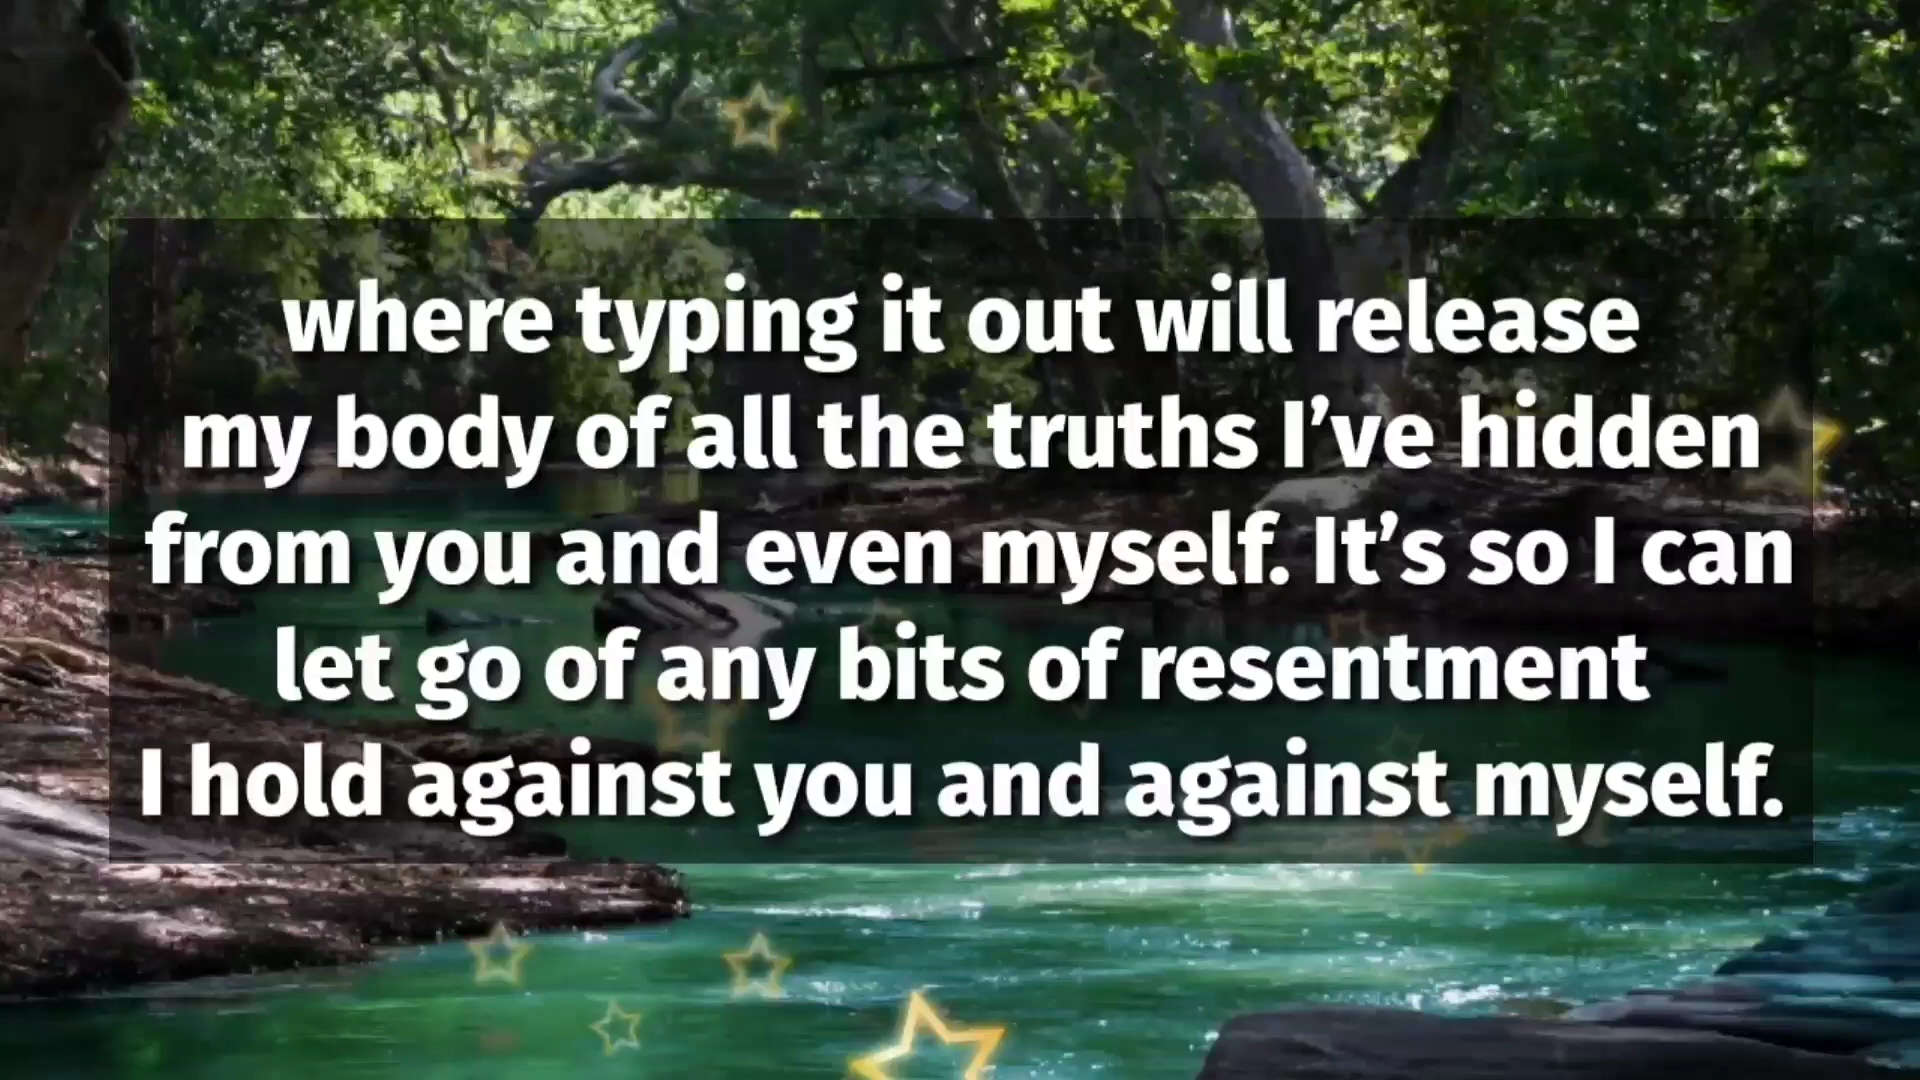 where typing it out will release
my body of all the truths I’ve hidden
from you and even myself. It’s so I can
let go of any bits of resentment
I hold against you and against myself.